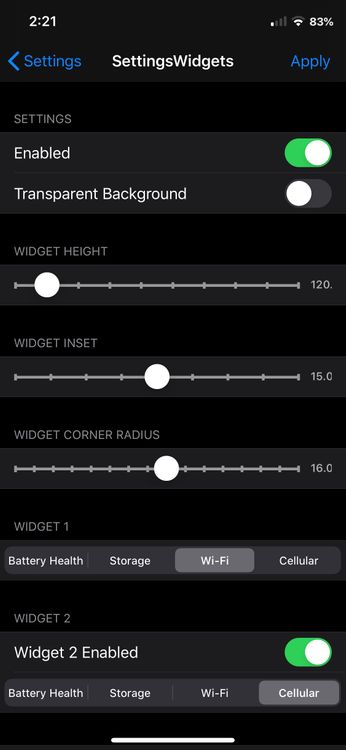 2:21 83%
Settings SettingsWidgets Apply
SETTINGS
Enabled
Transparent Background
WIDGET HEIGHT
120.
WIDGET INSET
15.0
WIDGET CORNER RADIUS
16.0
WIDGET 1
Battery Health Storage Wi-Fi Cellular
WIDGET 2
Widget 2 Enabled
Battery Health Storage Wi-Fi Cellular